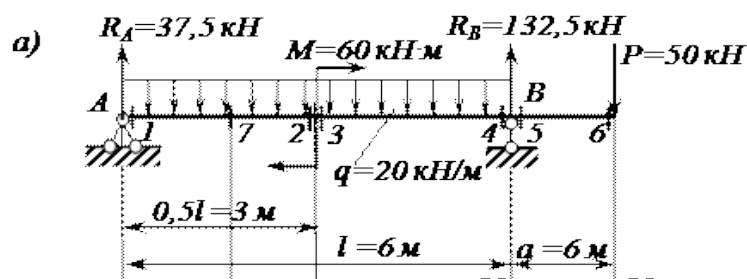 а)
R_A=37,5 кН
M=60 кН·м
R_B=132,5 кН
P=50 кН
A
B
1
7
2
3
4
5
6
q=20 кН/м
0,5l=3 м
l=6 м
a=6 м